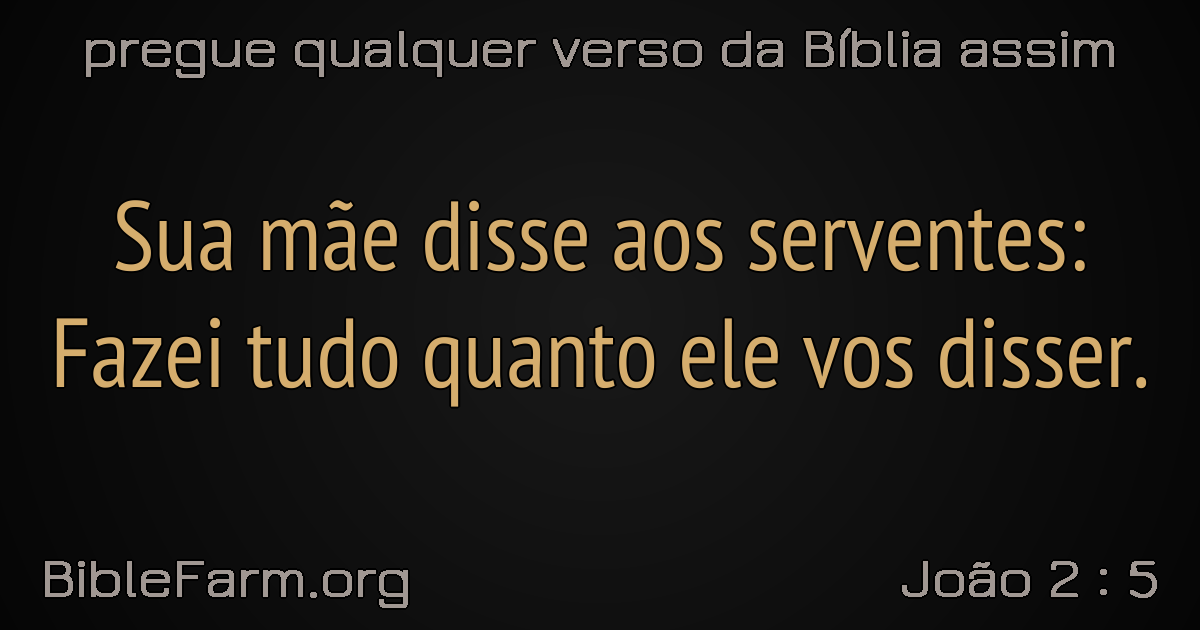 pregue qualquer verso da Bíblia assim
Sua mãe disse aos serventes:
Fazei tudo quanto ele vos disser.
BibleFarm.org
João 2 : 5